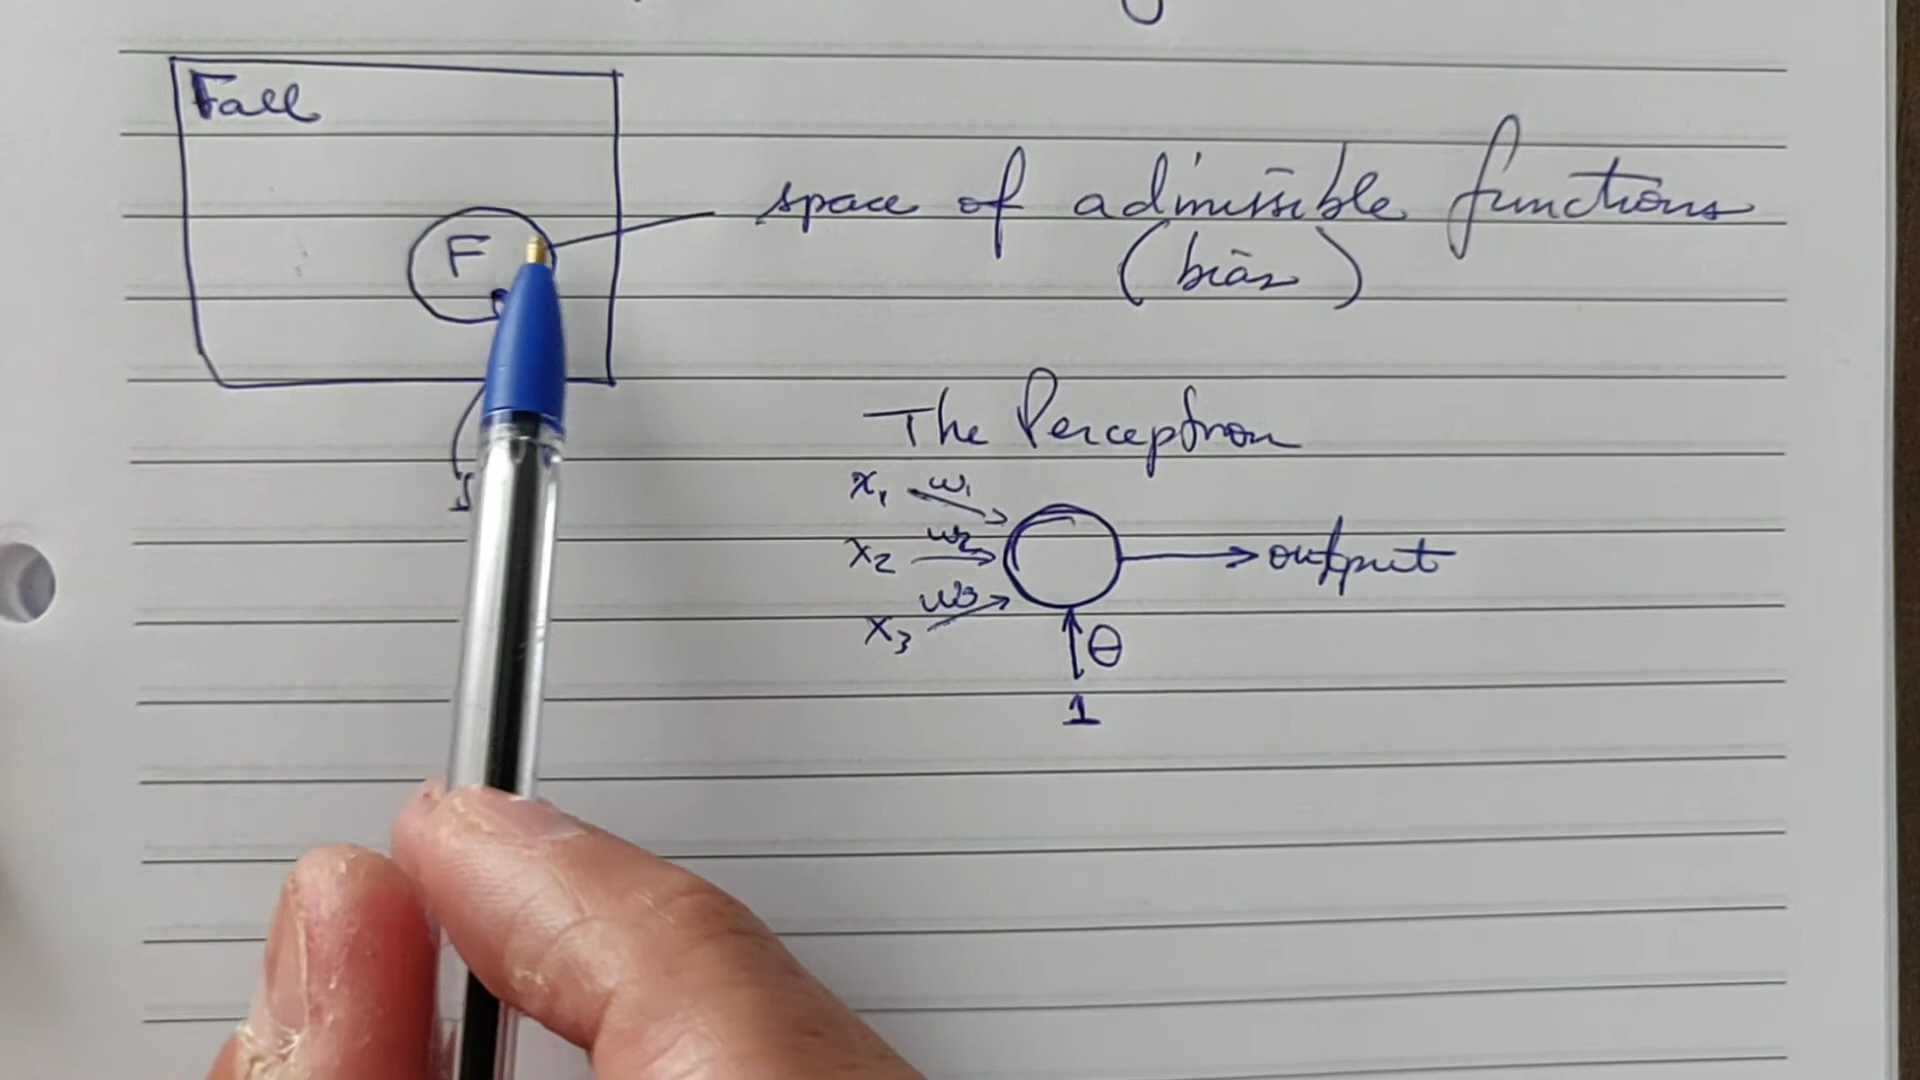 Fall
F
space of admissible functions
(bias)
The Perceptron
x1 w1
x2 w2
x3 w3
output
θ
1